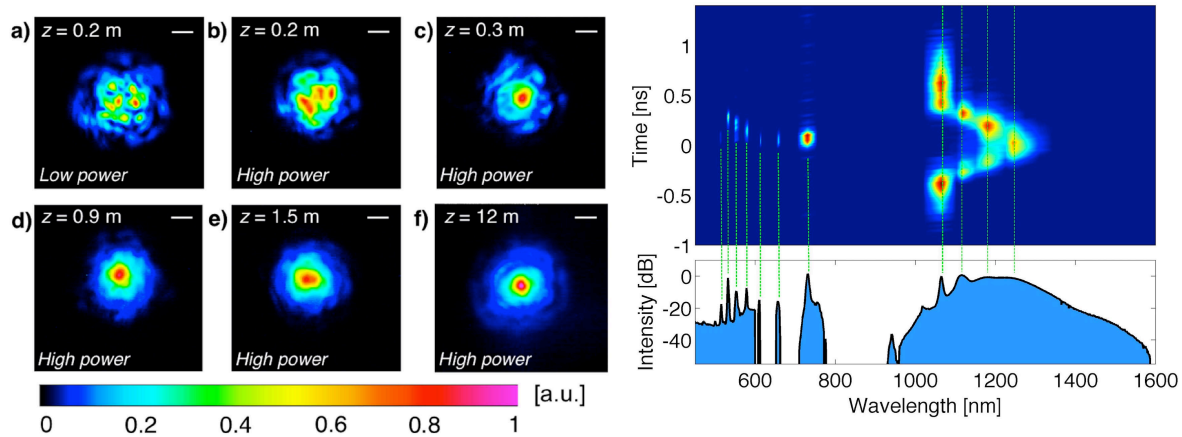 a) z = 0.2 m
Low power
b) z = 0.2 m
High power
c) z = 0.3 m
High power
d) z = 0.9 m
High power
e) z = 1.5 m
High power
f) z = 12 m
High power
0 0.2 0.4 0.6 0.8 1
[a.u.]
Time [ns]
1
0.5
0
-0.5
-1
Intensity [dB]
0
-20
-40
600 800 1000 1200 1400 1600
Wavelength [nm]